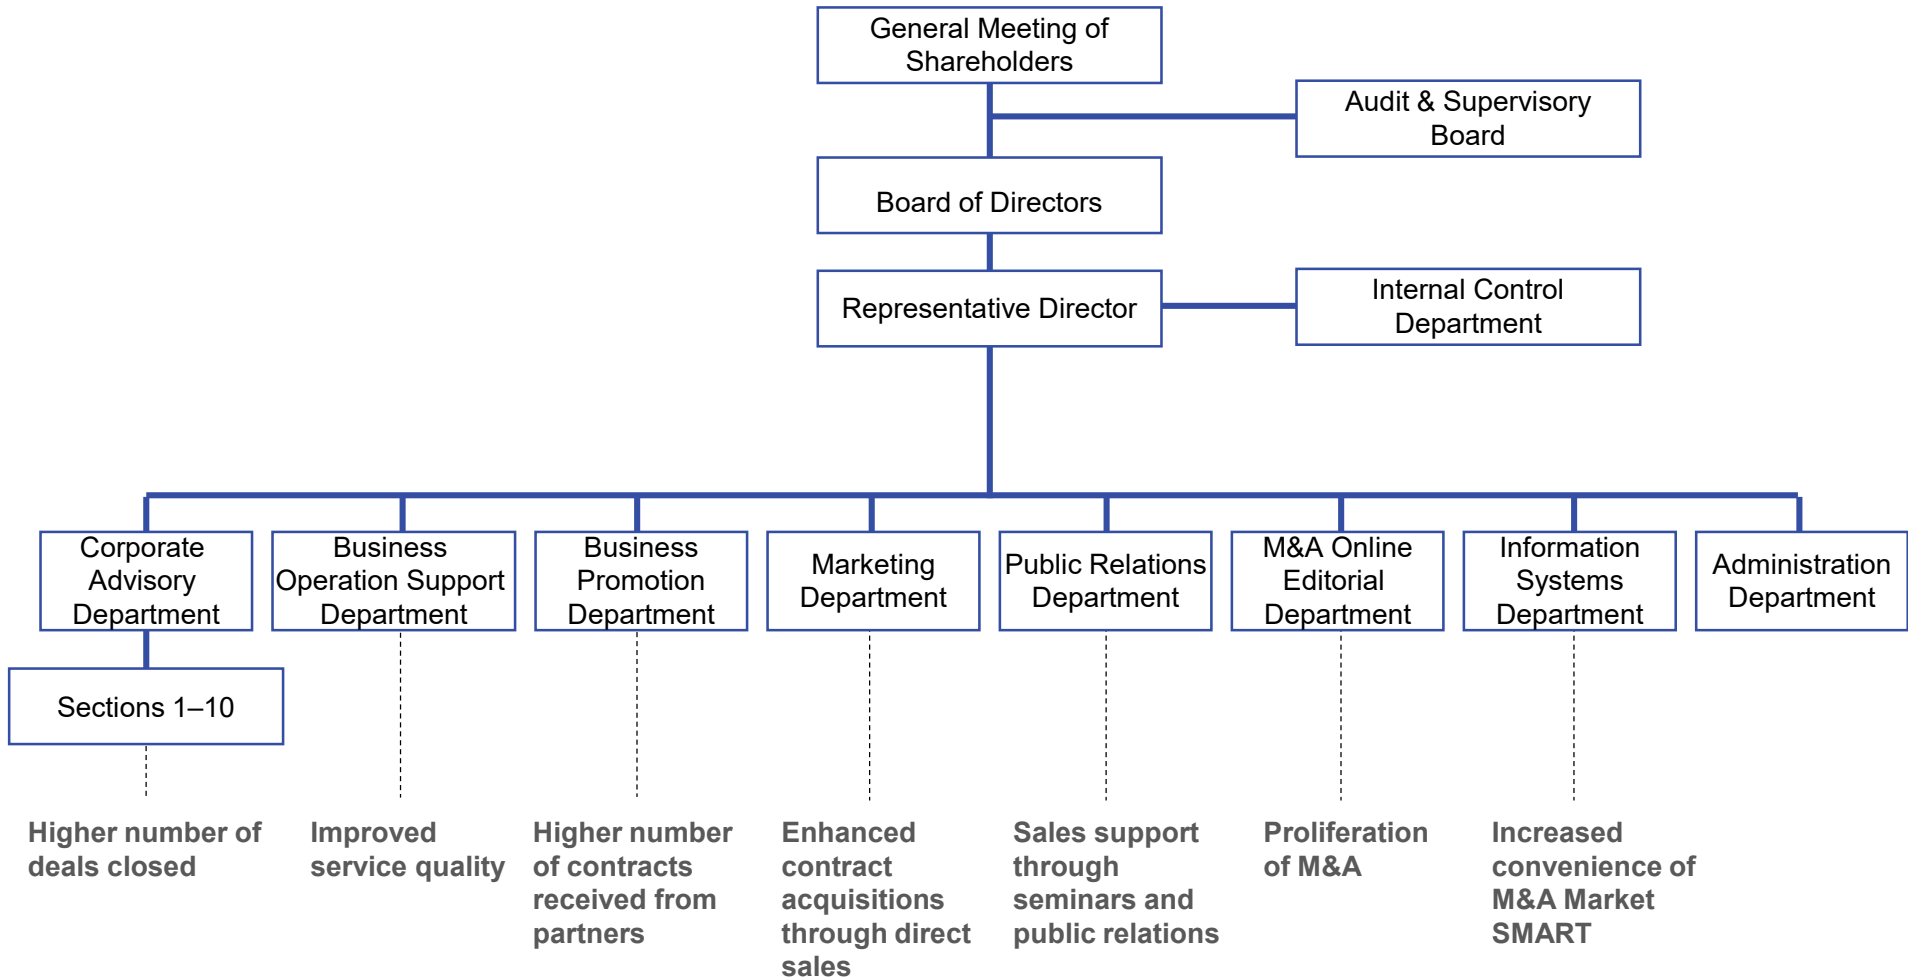 General Meeting of
Shareholders
Audit & Supervisory
Board
Board of Directors
Representative Director
Internal Control
Department
Corporate
Advisory
Department
Business
Operation Support
Department
Business
Promotion
Department
Marketing
Department
Public Relations
Department
M&A Online
Editorial
Department
Information
Systems
Department
Administration
Department
Sections 1–10
Higher number of
deals closed
Improved
service quality
Higher number
of contracts
received from
partners
Enhanced
contract
acquisitions
through direct
sales
Sales support
through
seminars and
public relations
Proliferation
of M&A
Increased
convenience of
M&A Market
SMART